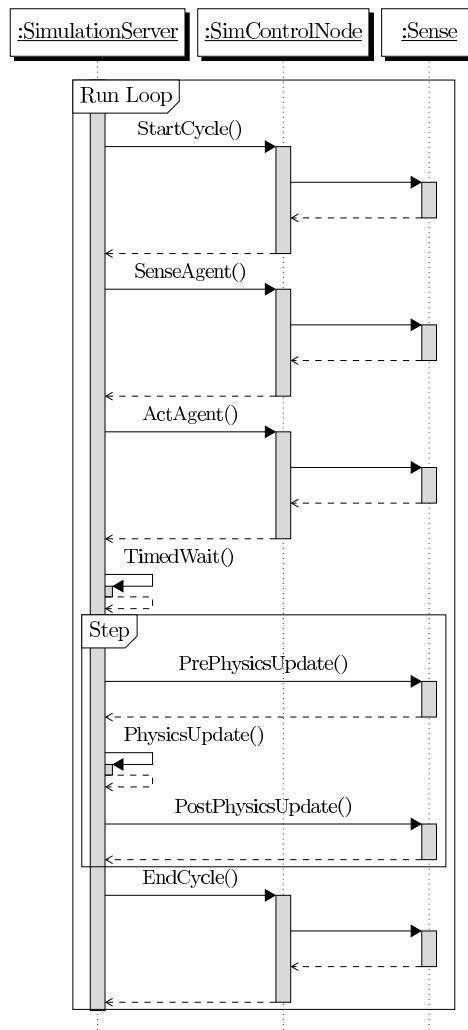 :SimulationServer :SimControlNode :Sense
Run Loop
StartCycle()
SenseAgent()
ActAgent()
TimedWait()
Step
PrePhysicsUpdate()
PhysicsUpdate()
PostPhysicsUpdate()
EndCycle()